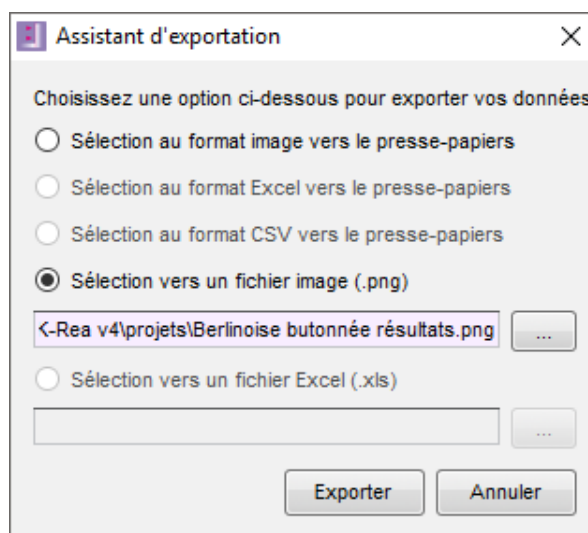 Assistant d'exportation
Choisissez une option ci-dessous pour exporter vos données
Sélection au format image vers le presse-papiers
Sélection au format Excel vers le presse-papiers
Sélection au format CSV vers le presse-papiers
Sélection vers un fichier image (.png)
K-Rea v4\projets\Berlinoise butonnée résultats.png ...
Sélection vers un fichier Excel (.xls)
...
Exporter Annuler